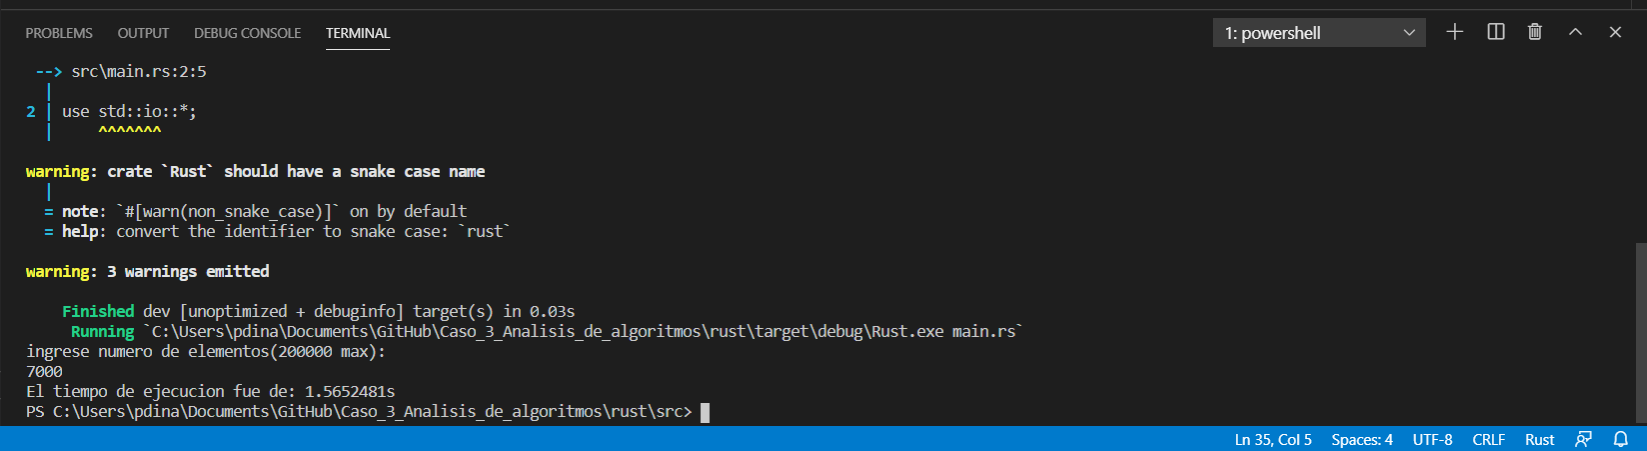 PROBLEMS OUTPUT DEBUG CONSOLE TERMINAL 1: powershell
--> src\main.rs:2:5
|
2 | use std::io::*;
| ^^^^^^^
warning: crate `Rust` should have a snake case name
|
= note: `#[warn(non_snake_case)]` on by default
= help: convert the identifier to snake case: `rust`
warning: 3 warnings emitted
Finished dev [unoptimized + debuginfo] target(s) in 0.03s
Running `C:\Users\pdina\Documents\GitHub\Caso_3_Analisis_de_algoritmos\rust\target\debug\Rust.exe main.rs`
ingrese numero de elementos(200000 max):
7000
El tiempo de ejecucion fue de: 1.5652481s
PS C:\Users\pdina\Documents\GitHub\Caso_3_Analisis_de_algoritmos\rust\src>
Ln 35, Col 5 Spaces: 4 UTF-8 CRLF Rust